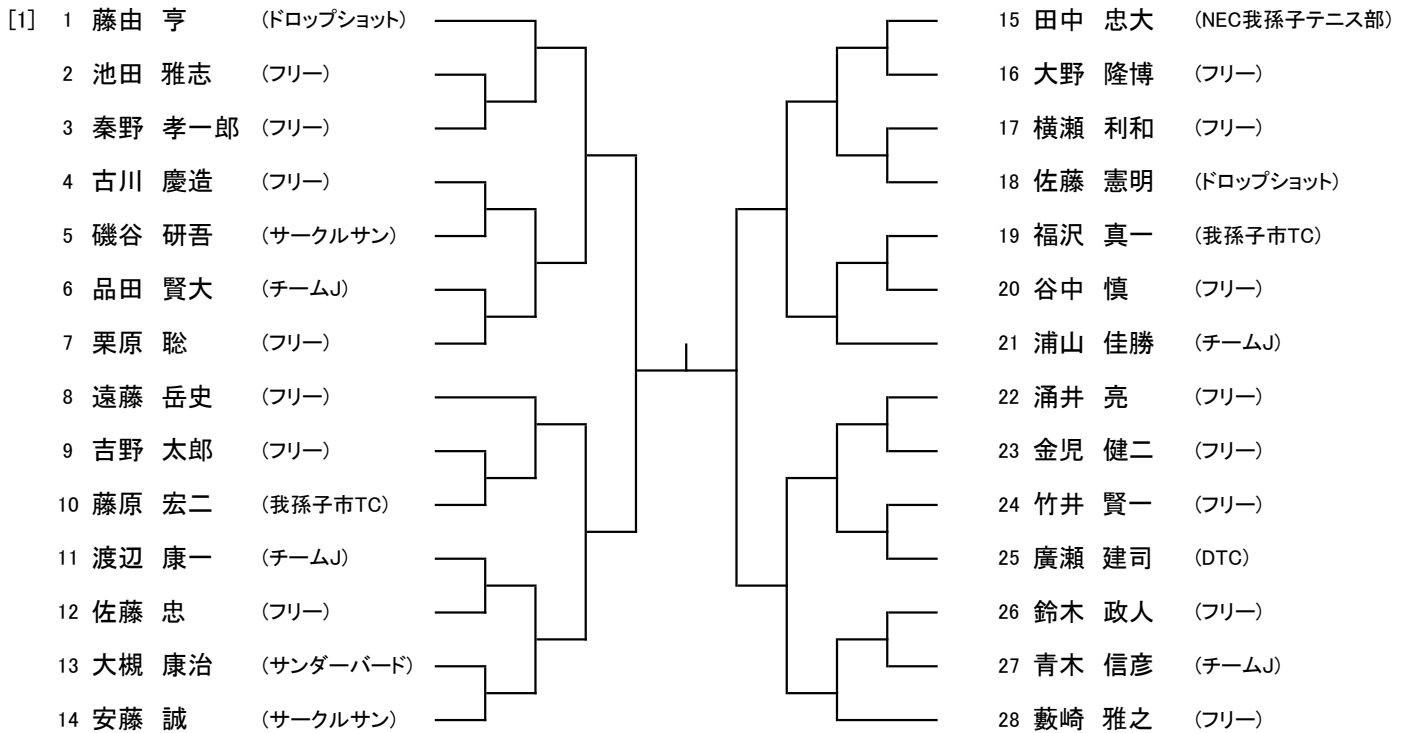 [1] 1 藤由 亨 (ドロップショット)
2 池田 雅志 (フリー)
3 秦野 孝一郎 (フリー)
4 古川 慶造 (フリー)
5 磯谷 研吾 (サークルサン)
6 品田 賢大 (チームJ)
7 栗原 聡 (フリー)
8 遠藤 岳史 (フリー)
9 吉野 太郎 (フリー)
10 藤原 宏二 (我孫子市TC)
11 渡辺 康一 (チームJ)
12 佐藤 忠 (フリー)
13 大槻 康治 (サンダーバード)
14 安藤 誠 (サークルサン)
15 田中 忠大 (NEC我孫子テニス部)
16 大野 隆博 (フリー)
17 横瀬 利和 (フリー)
18 佐藤 憲明 (ドロップショット)
19 福沢 真一 (我孫子市TC)
20 谷中 慎 (フリー)
21 浦山 佳勝 (チームJ)
22 涌井 亮 (フリー)
23 金児 健二 (フリー)
24 竹井 賢一 (フリー)
25 廣瀬 建司 (DTC)
26 鈴木 政人 (フリー)
27 青木 信彦 (チームJ)
28 藪崎 雅之 (フリー)